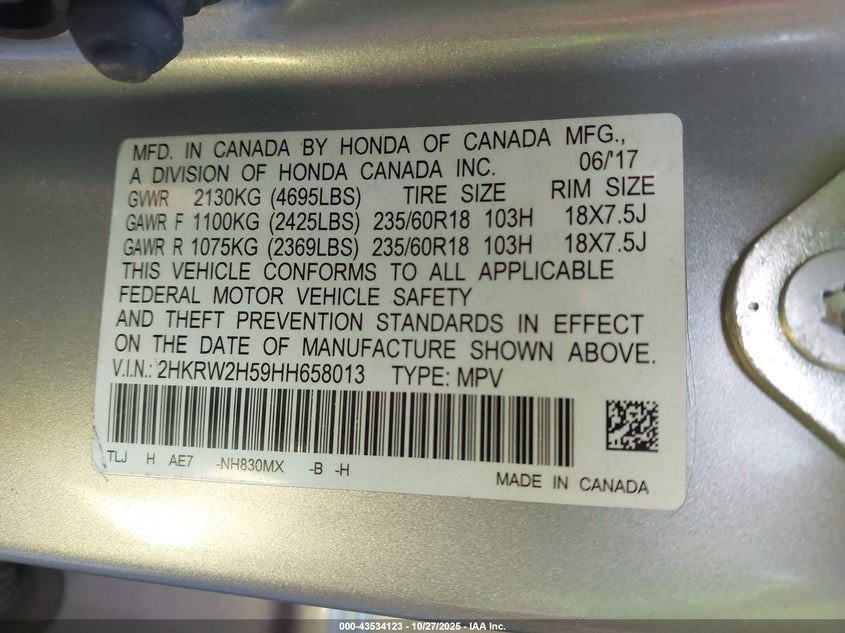 MFD. IN CANADA BY HONDA OF CANADA MFG.,
A DIVISION OF HONDA CANADA INC. 06/'17
GVWR 2130KG (4695LBS) TIRE SIZE RIM SIZE
GAWR F 1100KG (2425LBS) 235/60R18 103H 18X7.5J
GAWR R 1075KG (2369LBS) 235/60R18 103H 18X7.5J
THIS VEHICLE CONFORMS TO ALL APPLICABLE
FEDERAL MOTOR VEHICLE SAFETY
AND THEFT PREVENTION STANDARDS IN EFFECT
ON THE DATE OF MANUFACTURE SHOWN ABOVE.
V.I.N.: 2HKRW2H59HH658013 TYPE: MPV
TLJ H AE7 -NH830MX -B -H
MADE IN CANADA
000-43534123 | 10/27/2025 - IAA Inc.